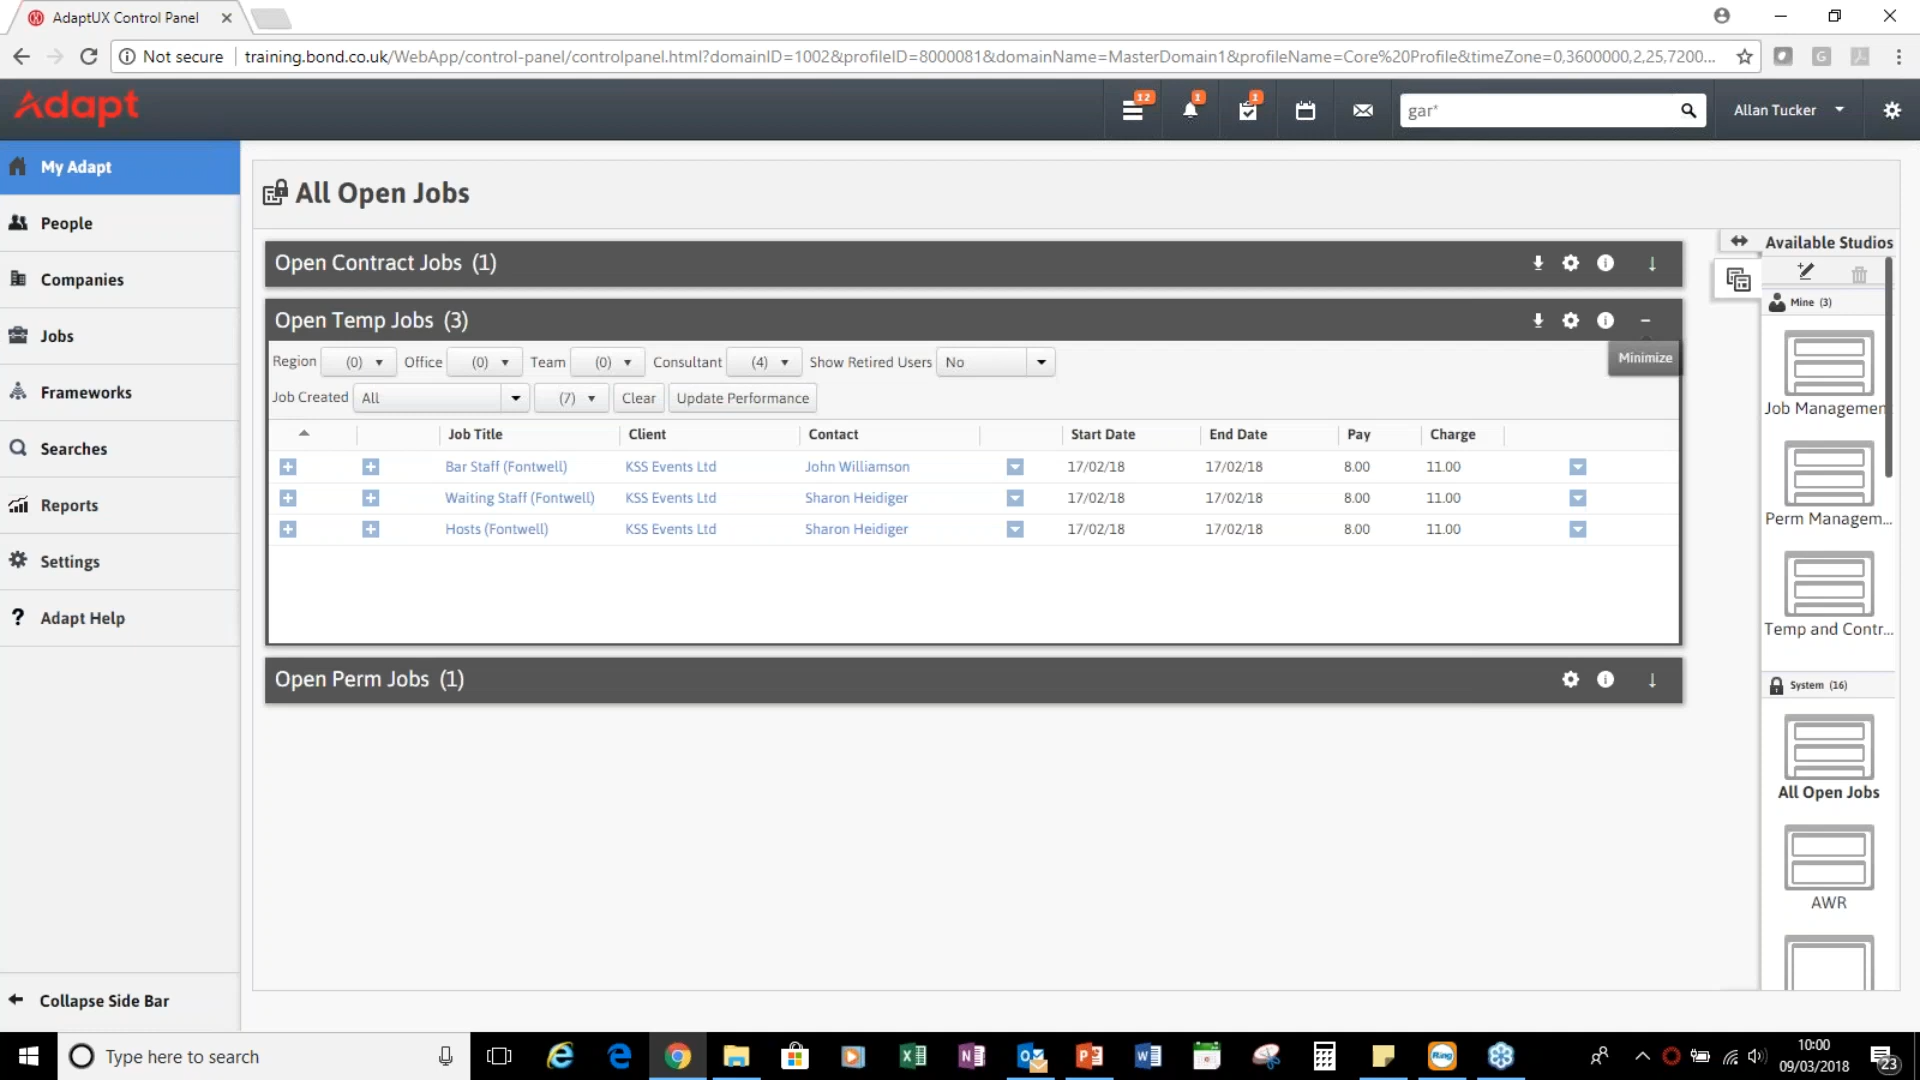 AdaptUX Control Panel
Not secure training.bond.co.uk/WebApp/control-panel/controlpanel.html?domainID=1002&profileID=8000081&domainName=MasterDomain1&profileName=Core%20Profile&timeZone=0,3600000,2,25,7200...
Adapt
12
1
1
gar*
Allan Tucker
My Adapt
People
Companies
Jobs
Frameworks
Searches
Reports
Settings
? Adapt Help
Collapse Side Bar
All Open Jobs
Open Contract Jobs (1)
Open Temp Jobs (3)
Region (0) Office (0) Team (0) Consultant (4) Show Retired Users No
Minimize
Job Created All (7) Clear Update Performance
Job Title Client Contact Start Date End Date Pay Charge
Bar Staff (Fontwell) KSS Events Ltd John Williamson 17/02/18 17/02/18 8.00 11.00
Waiting Staff (Fontwell) KSS Events Ltd Sharon Heidiger 17/02/18 17/02/18 8.00 11.00
Hosts (Fontwell) KSS Events Ltd Sharon Heidiger 17/02/18 17/02/18 8.00 11.00
Open Perm Jobs (1)
Available Studios
Mine (3)
Job Managemen
Perm Managem...
Temp and Contr...
System (16)
All Open Jobs
AWR
Type here to search
Ring
10:00
09/03/2018
23